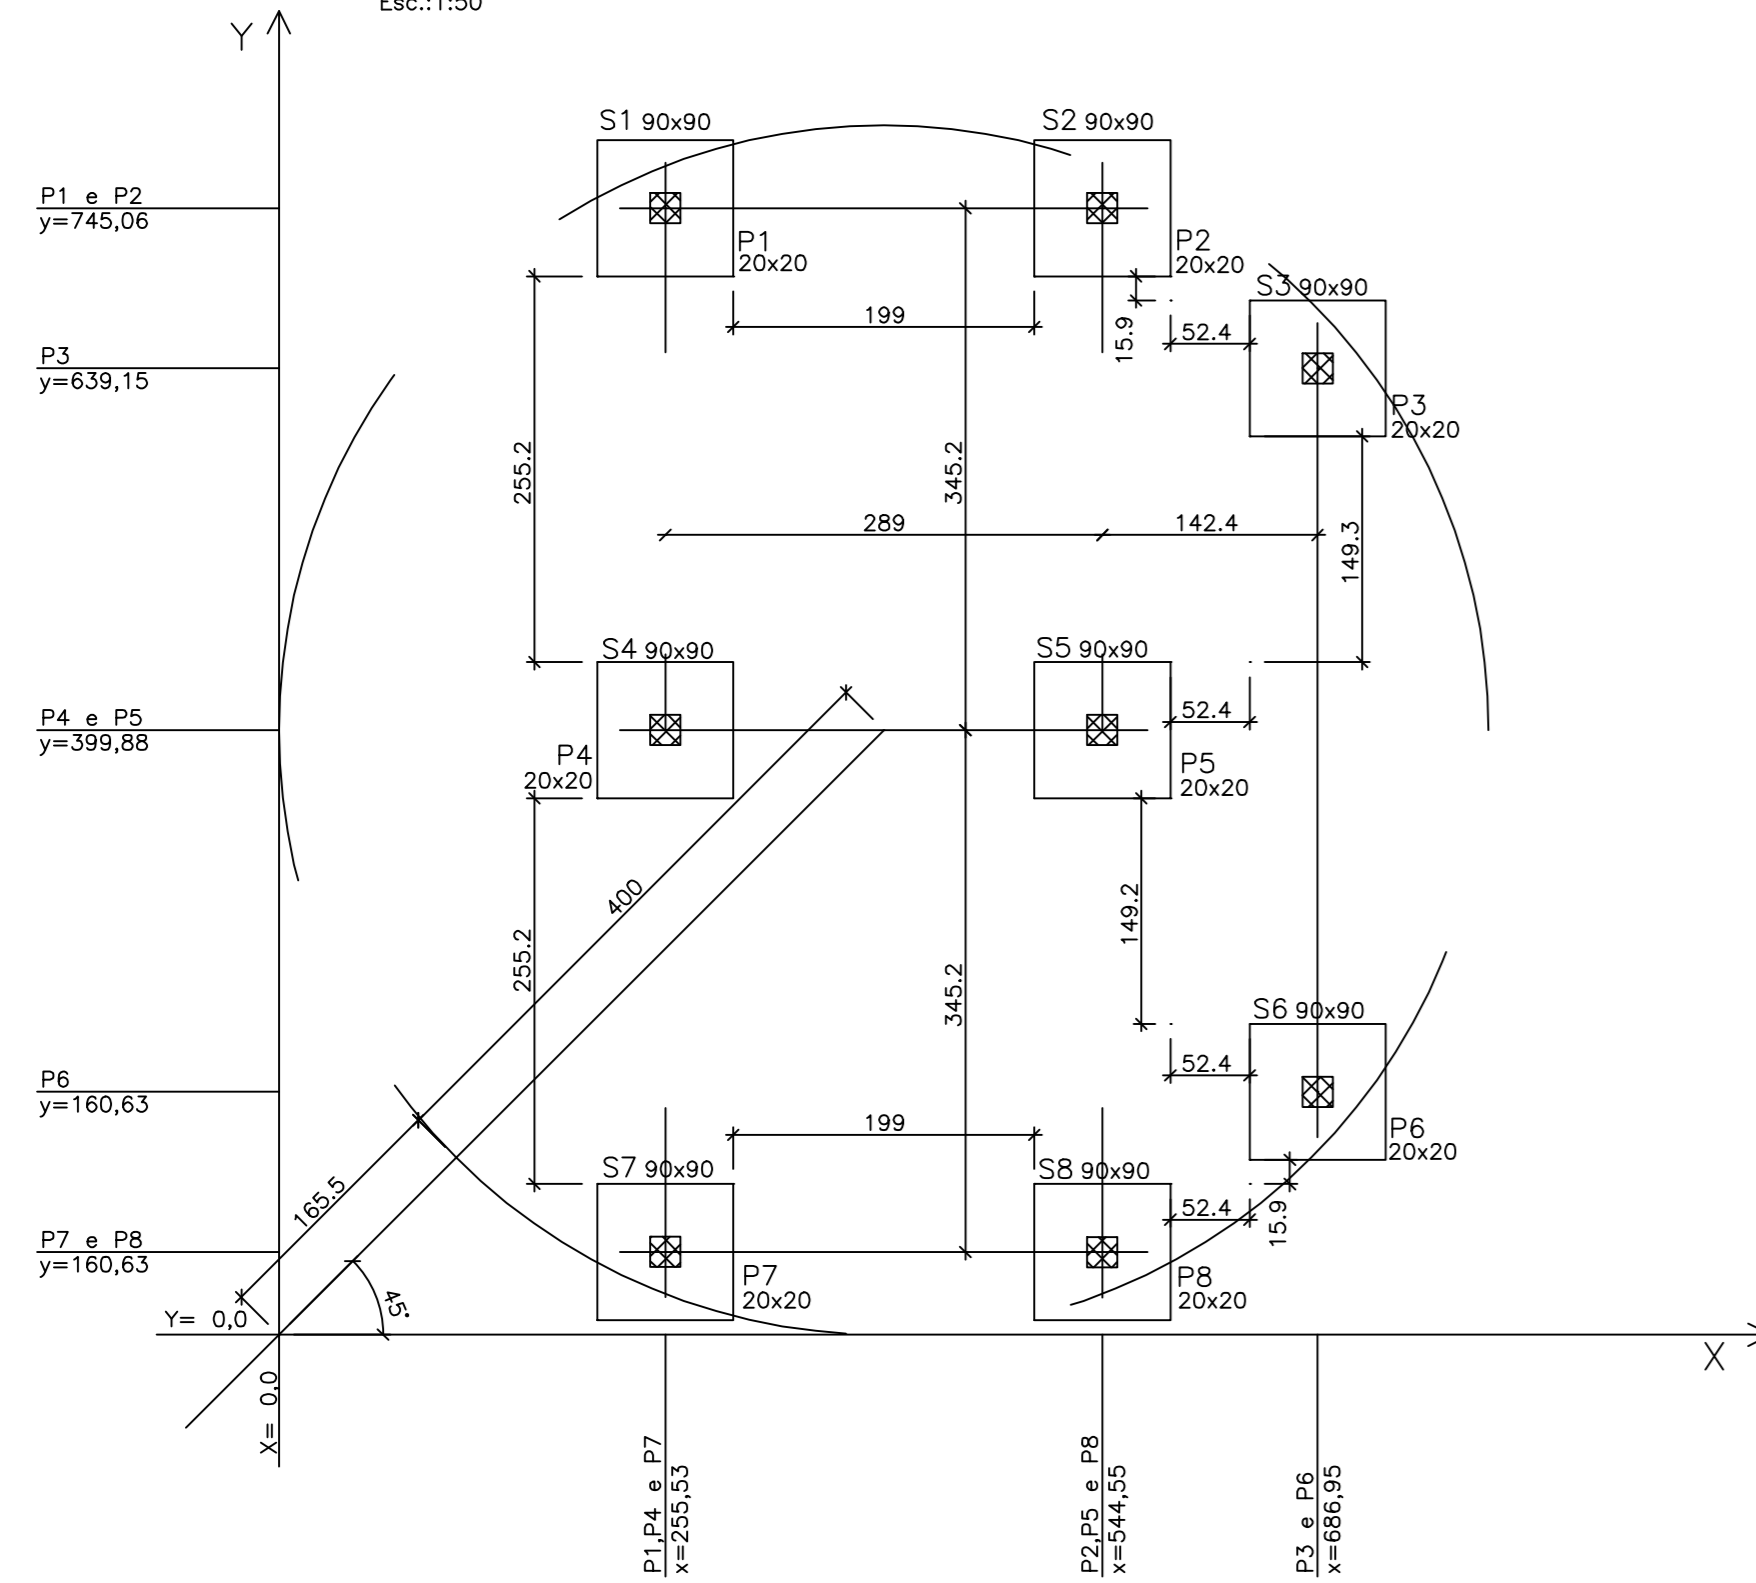 Esc.:1:50
Y
S1 90x90
S2 90x90
P1 e P2
y=745,06
P1
20x20
P2
20x20
S3 90x90
199
15.9
52.4
P3
y=639,15
P3
20x20
255.2
345.2
289
142.4
149.3
S4 90x90
S5 90x90
P4 e P5
y=399,88
52.4
P4
20x20
P5
20x20
400
149.2
255.2
345.2
S6 90x90
P6
y=160,63
52.4
199
P6
20x20
S7 90x90
S8 90x90
165.5
52.4
15.9
P7 e P8
y=160,63
P7
20x20
P8
20x20
45°
Y= 0,0
X
X= 0,0
P1,P4 e P7
x=255,53
P2,P5 e P8
x=544,55
P3 e P6
x=686,95